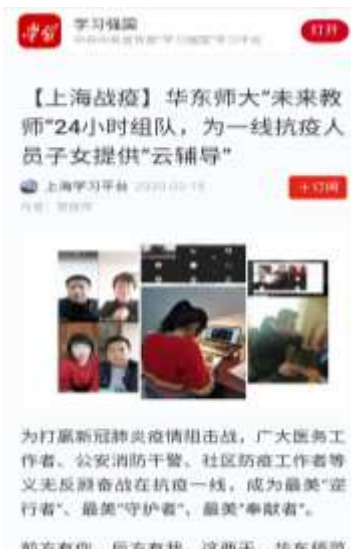 学习强国
打开
【上海战疫】华东师大"未来教
师"24小时组队，为一线抗疫人
员子女提供"云辅导"
上海学习平台
+订阅
为打赢新冠肺炎疫情阻击战，广大医务工
作者、公安消防干警、社区防疫工作者等
义无反顾奋战在抗疫一线，成为最美"逆
行者"、最美"守护者"、最美"奉献者"。